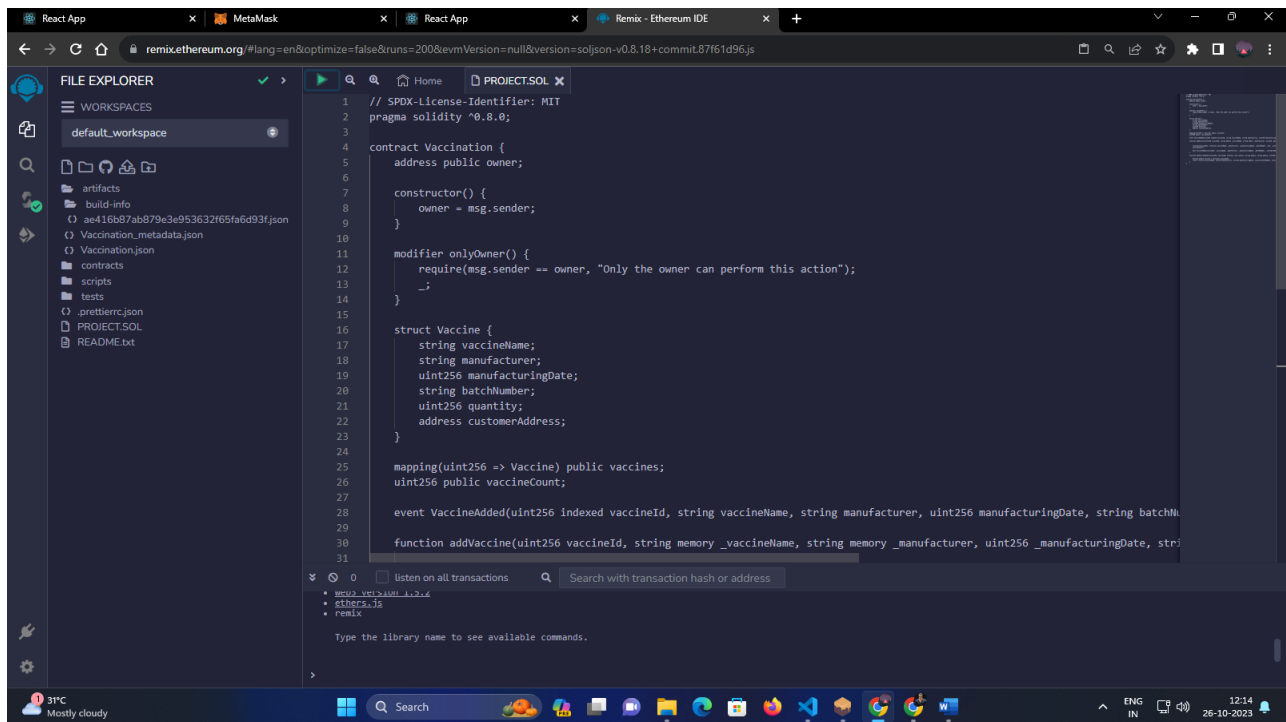 React App
MetaMask
React App
Remix - Ethereum IDE
remix.ethereum.org/#lang=en&optimize=false&runs=200&evmVersion=null&version=soljson-v0.8.18+commit.87f61d96.js
FILE EXPLORER
WORKSPACES
default_workspace
artifacts
build-info
ae416b87ab879e3e953632f65fa6d93f.json
Vaccination_metadata.json
Vaccination.json
contracts
scripts
tests
.prettierrc.json
PROJECT.SOL
README.txt
Home
PROJECT.SOL
1 // SPDX-License-Identifier: MIT
2 pragma solidity ^0.8.0;
3
4 contract Vaccination {
5 address public owner;
6
7 constructor() {
8 owner = msg.sender;
9 }
10
11 modifier onlyOwner() {
12 require(msg.sender == owner, "Only the owner can perform this action");
13 _;
14 }
15
16 struct Vaccine {
17 string vaccineName;
18 string manufacturer;
19 uint256 manufacturingDate;
20 string batchNumber;
21 uint256 quantity;
22 address customerAddress;
23 }
24
25 mapping(uint256 => Vaccine) public vaccines;
26 uint256 public vaccineCount;
27
28 event VaccineAdded(uint256 indexed vaccineId, string vaccineName, string manufacturer, uint256 manufacturingDate, string batchNu
29
30 function addVaccine(uint256 vaccineId, string memory _vaccineName, string memory _manufacturer, uint256 _manufacturingDate, stri
31
0
listen on all transactions
Search with transaction hash or address
web3 version 1.5.2
ethers.js
remix
Type the library name to see available commands.
>
1
31°C
Mostly cloudy
Search
ENG
IN
12:14
26-10-2023